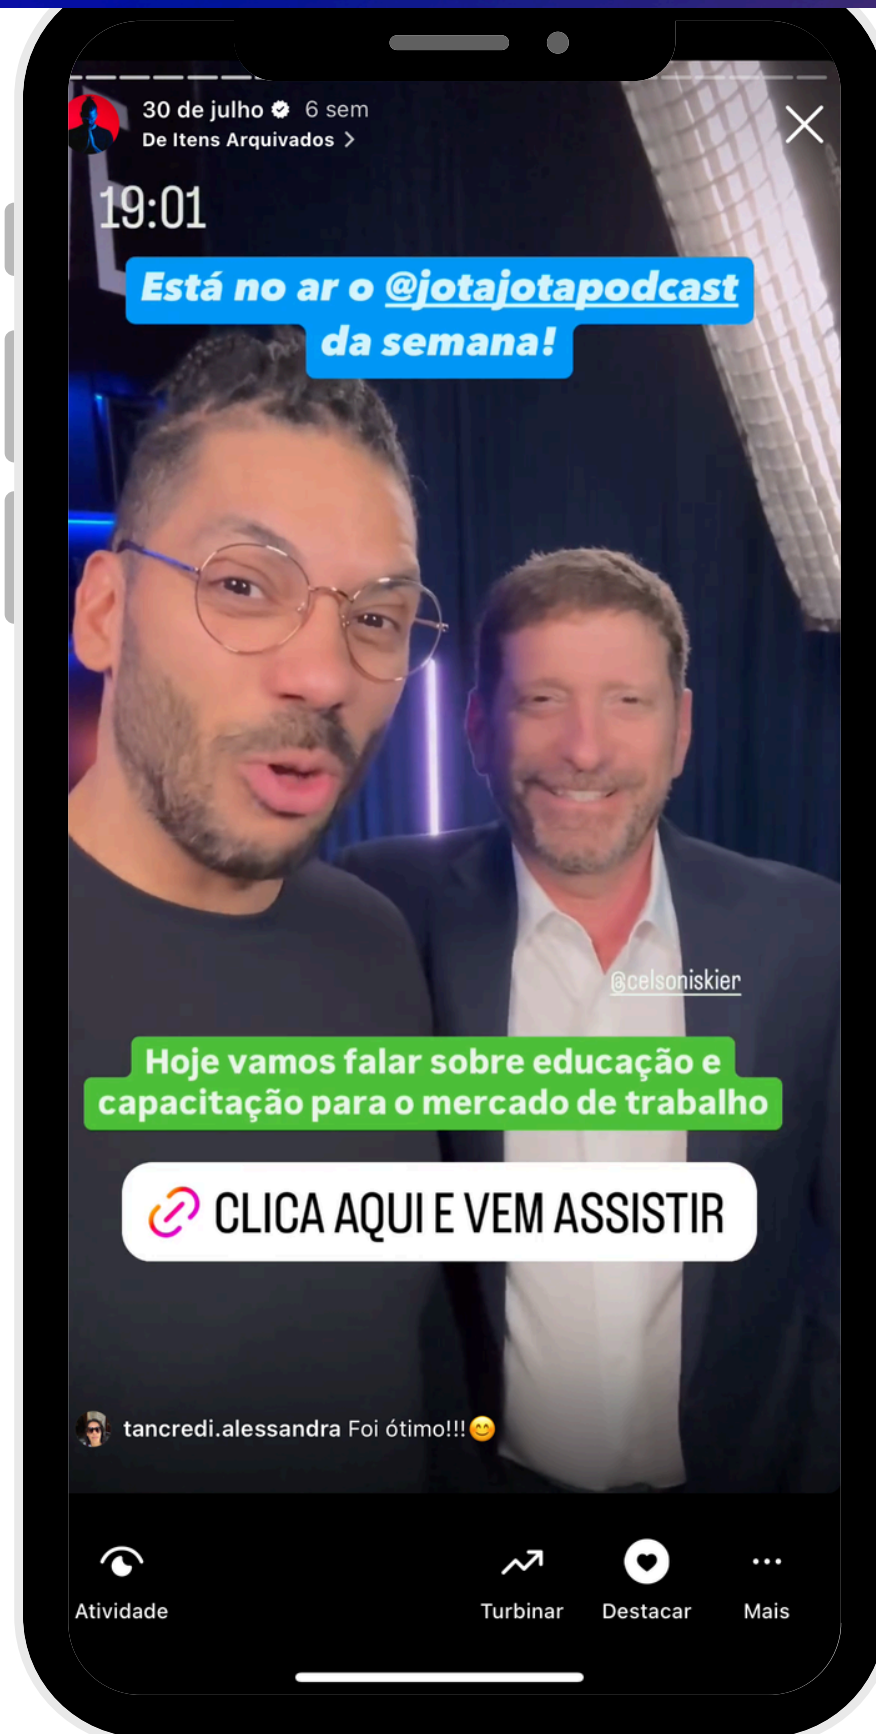 30 de julho 6 sem
De Itens Arquivados >
19:01
Está no ar o @jotajotapodcast
da semana!
@celsoniskier
Hoje vamos falar sobre educação e
capacitação para o mercado de trabalho
CLICA AQUI E VEM ASSISTIR
tancredi.alessandra Foi ótimo!!!😊
Atividade
Turbinar
Destacar
Mais